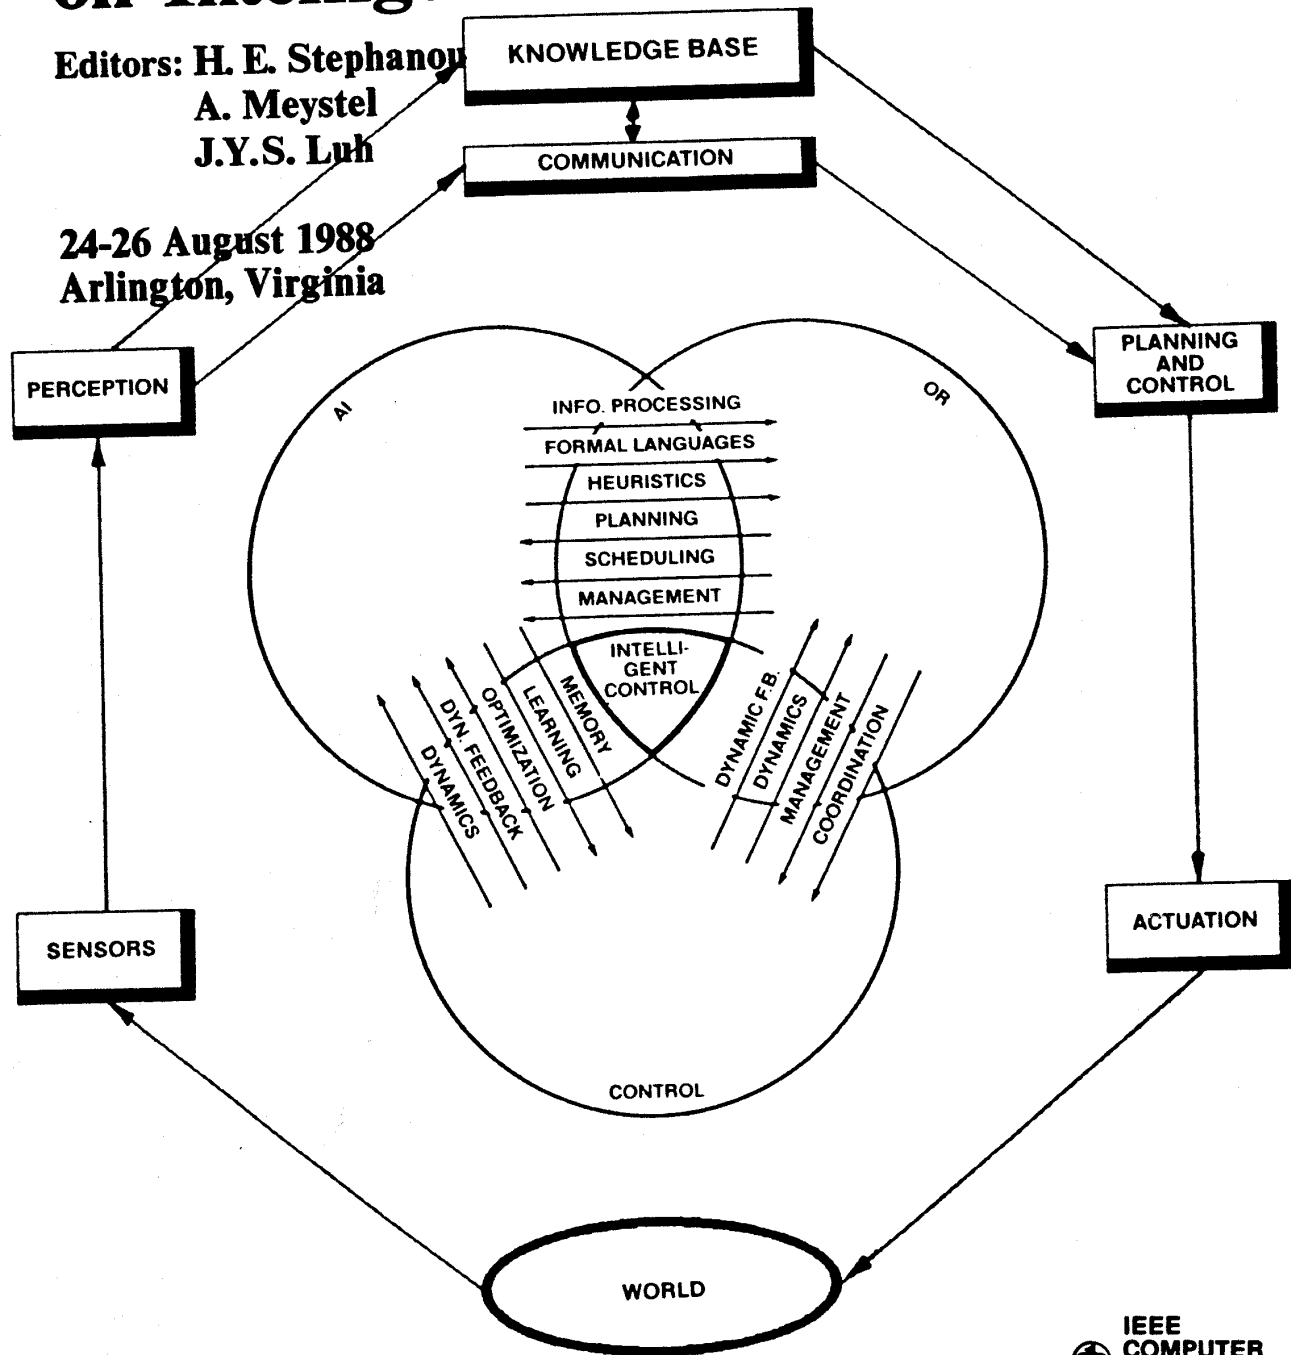 Editors: H. E. Stephanou
A. Meystel
J.Y.S. Luh
24-26 August 1988
Arlington, Virginia
KNOWLEDGE BASE
COMMUNICATION
PERCEPTION
PLANNING
AND
CONTROL
AI
OR
INFO. PROCESSING
FORMAL LANGUAGES
HEURISTICS
PLANNING
SCHEDULING
MANAGEMENT
INTELLI-
GENT
CONTROL
DYNAMICS
DYN. FEEDBACK
OPTIMIZATION
LEARNING
MEMORY
DYNAMIC F.B.
DYNAMICS
MANAGEMENT
COORDINATION
SENSORS
ACTUATION
CONTROL
WORLD
IEEE
COMPUTER